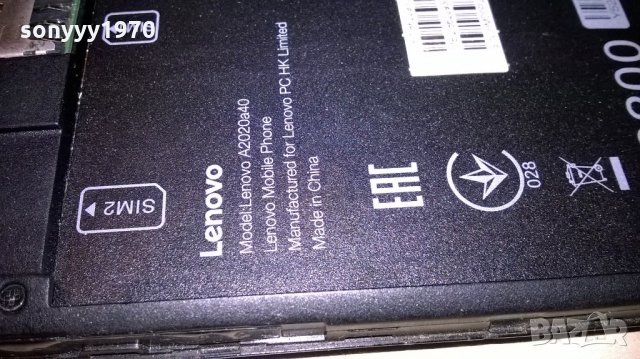 sonyyy1970
SIM2
Lenovo
Model:Lenovo A2020a40
Lenovo Mobile Phone
Manufactured for Lenovo PC HK Limited
Made in China
EAC
028
BAZAR